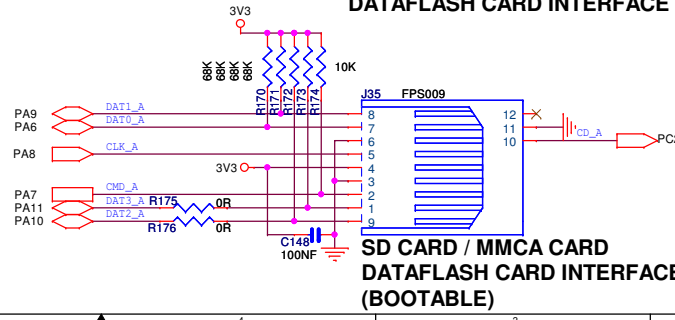 DATAFLASH CARD INTERFACE
3V3
68K
68K
68K
68K
10K
R170
R171
R172
R173
R174
J35 FPS009
PA9 DAT1_A 8 12
PA6 DAT0_A 7 11
6 10 CD_A PC2
PA8 CLK_A 5
3V3 4
3
PA7 CMD_A 2
PA11 DAT3_A R175 0R 1
PA10 DAT2_A R176 0R 9
C148
100NF
SD CARD / MMCA CARD
DATAFLASH CARD INTERFACE
(BOOTABLE)